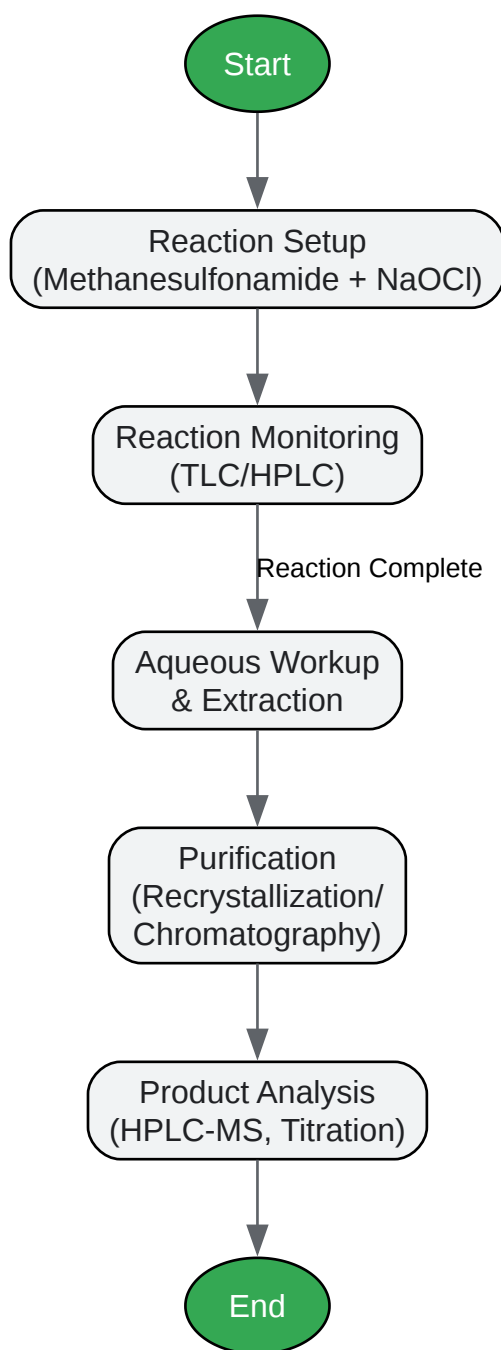 Start
Reaction Setup
(Methanesulfonamide + NaOCl)
Reaction Monitoring
(TLC/HPLC)
Reaction Complete
Aqueous Workup
& Extraction
Purification
(Recrystallization/
Chromatography)
Product Analysis
(HPLC-MS, Titration)
End